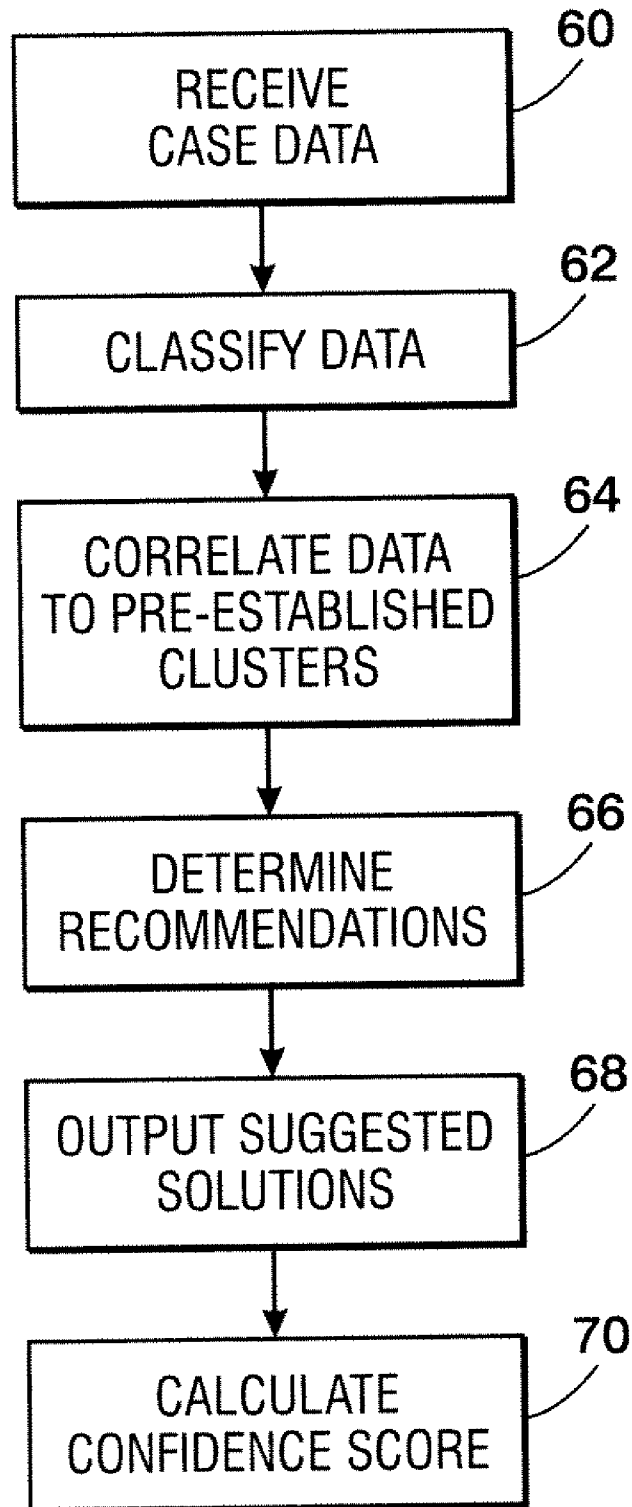 60
RECEIVE
CASE DATA
62
CLASSIFY DATA
64
CORRELATE DATA
TO PRE-ESTABLISHED
CLUSTERS
66
DETERMINE
RECOMMENDATIONS
68
OUTPUT SUGGESTED
SOLUTIONS
70
CALCULATE
CONFIDENCE SCORE